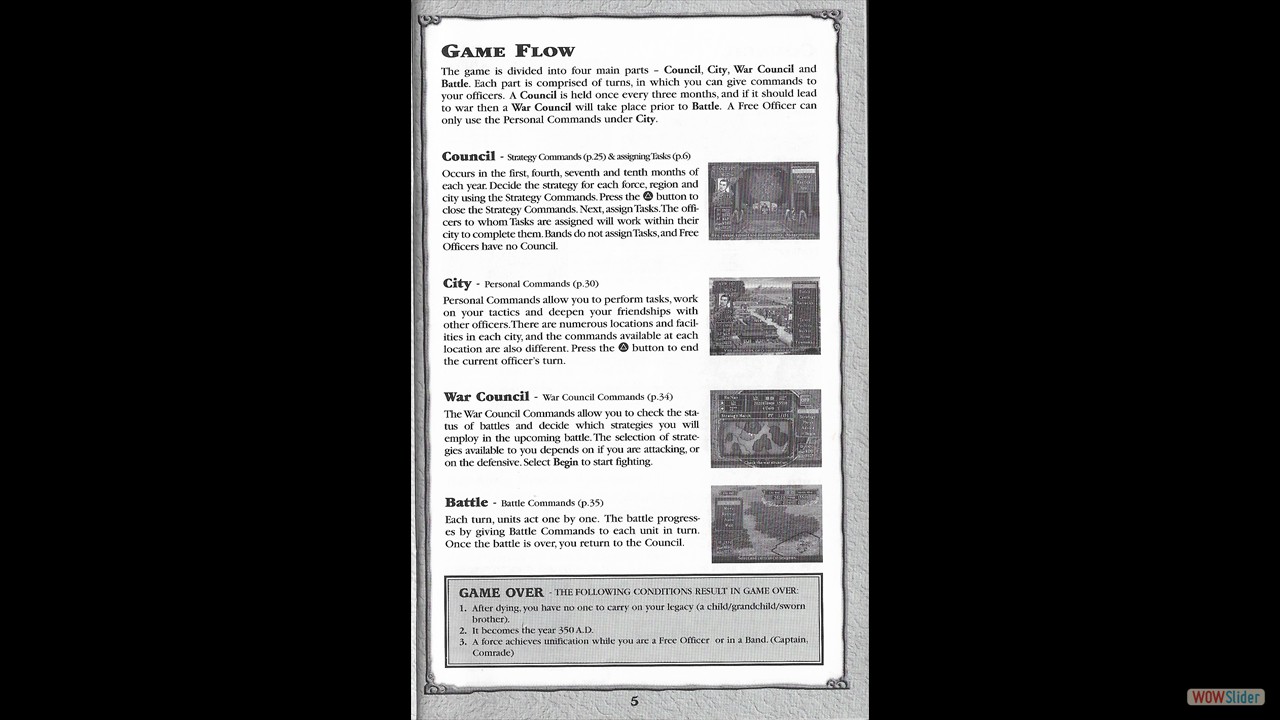 GAME FLOW
The game is divided into four main parts – Council, City, War Council and
Battle. Each part is comprised of turns, in which you can give commands to
your officers. A Council is held once every three months, and if it should lead
to war then a War Council will take place prior to Battle. A Free Officer can
only use the Personal Commands under City.
Council - Strategy Commands (p.25) & assigning Tasks (p.6)
Occurs in the first, fourth, seventh and tenth months of
each year. Decide the strategy for each force, region and
city using the Strategy Commands. Press the button to
close the Strategy Commands. Next, assign Tasks. The offi-
cers to whom Tasks are assigned will work within their
city to complete them. Bands do not assign Tasks, and Free
Officers have no Council.
City - Personal Commands (p.30)
Personal Commands allow you to perform tasks, work
on your tactics and deepen your friendships with
other officers. There are numerous locations and facil-
ities in each city, and the commands available at each
location are also different. Press the button to end
the current officer's turn.
War Council - War Council Commands (p.34)
The War Council Commands allow you to check the sta-
tus of battles and decide which strategies you will
employ in the upcoming battle. The selection of strate-
gies available to you depends on if you are attacking, or
on the defensive. Select Begin to start fighting.
Battle - Battle Commands (p.35)
Each turn, units act one by one. The battle progress-
es by giving Battle Commands to each unit in turn.
Once the battle is over, you return to the Council.
GAME OVER - THE FOLLOWING CONDITIONS RESULT IN GAME OVER:
1. After dying, you have no one to carry on your legacy (a child/grandchild/sworn
brother).
2. It becomes the year 350 A.D.
3. A force achieves unification while you are a Free Officer or in a Band. (Captain,
Comrade)
5
WOWSlider